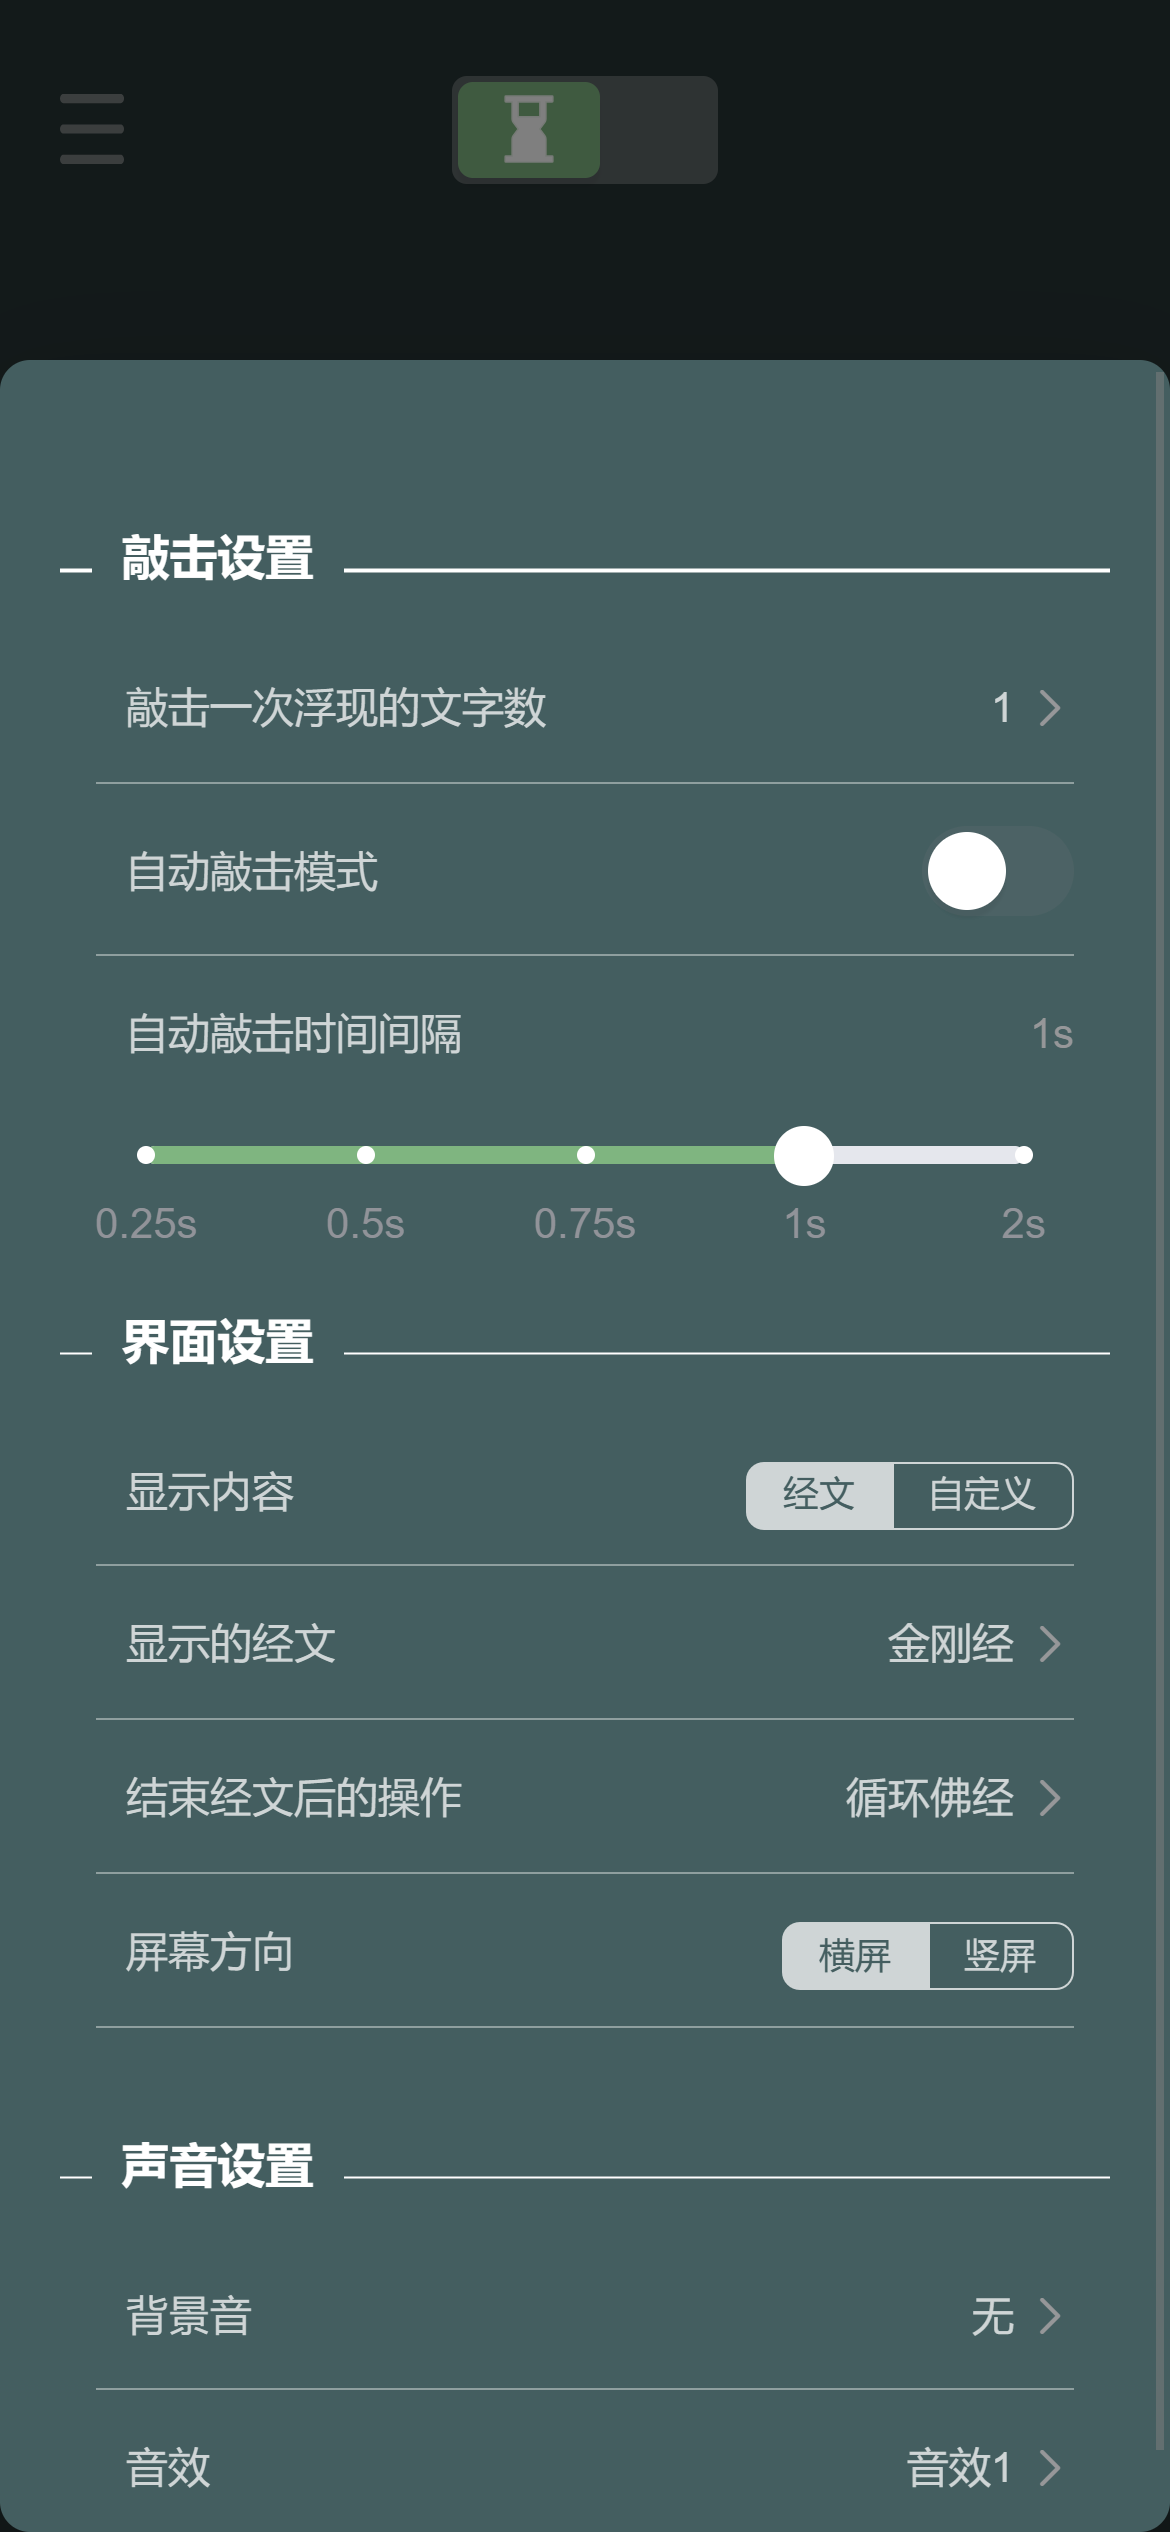 敲击设置
敲击一次浮现的文字数 1
自动敲击模式
自动敲击时间间隔 1s
0.25s 0.5s 0.75s 1s 2s
界面设置
显示内容 经文 自定义
显示的经文 金刚经
结束经文后的操作 循环佛经
屏幕方向 横屏 竖屏
声音设置
背景音 无
音效 音效1